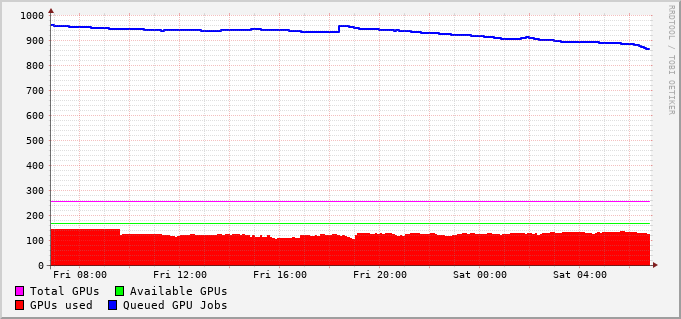 RRDTOOL / TOBI OETIKER
1000
900
800
700
600
500
400
300
200
100
0
Fri 08:00 Fri 12:00 Fri 16:00 Fri 20:00 Sat 00:00 Sat 04:00
Total GPUs Available GPUs
GPUs used Queued GPU Jobs